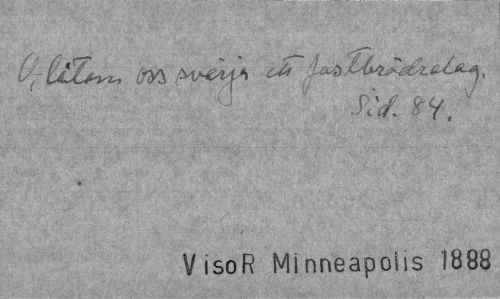 O, låtom oss svärja ett fostbrödralag.
Sid. 84.
VisoR Minneapolis 1888